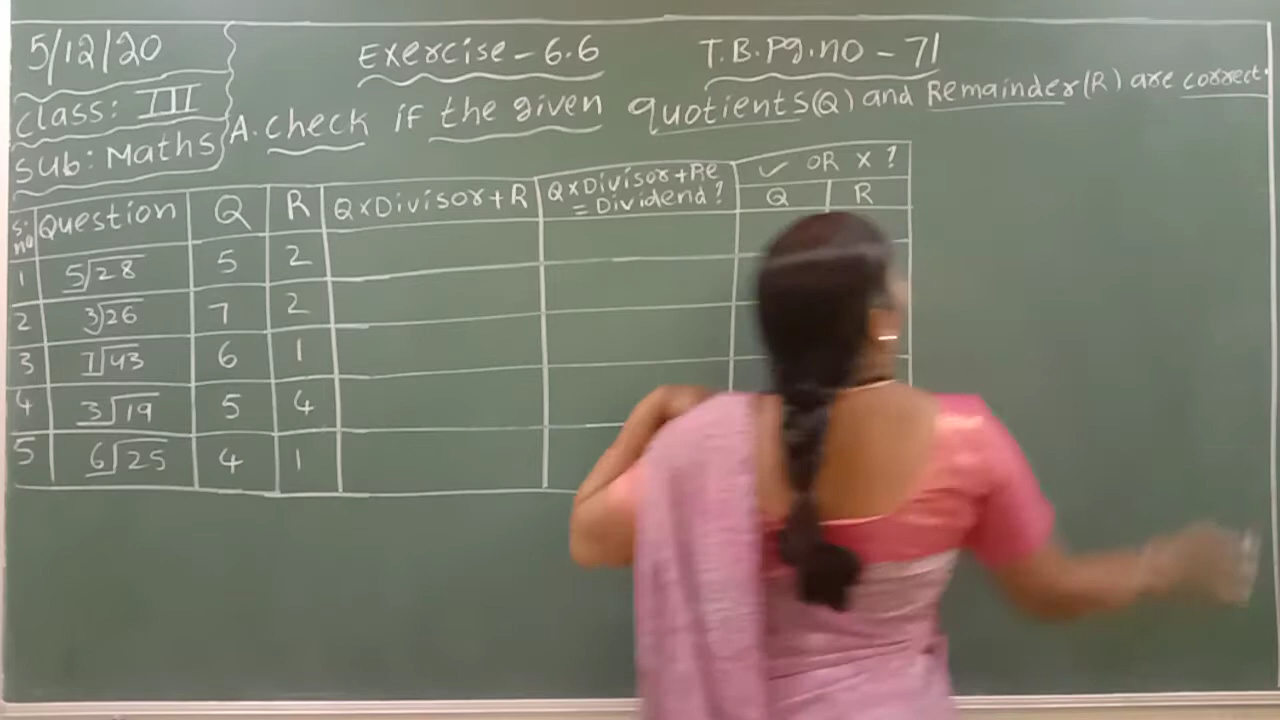 5/12/20
Exercise - 6.6
T.B.Pg.no - 71
class: III
A. check if the given quotients(Q) and Remainder(R) are correct.
sub: Maths
S.no Question Q R Q×Divisor+R Q×Divisor+Re = Dividend? ✓ OR × ?
Q R
1 5⟌28 5 2
2 3⟌26 7 2
3 7⟌43 6 1
4 3⟌19 5 4
5 6⟌25 4 1